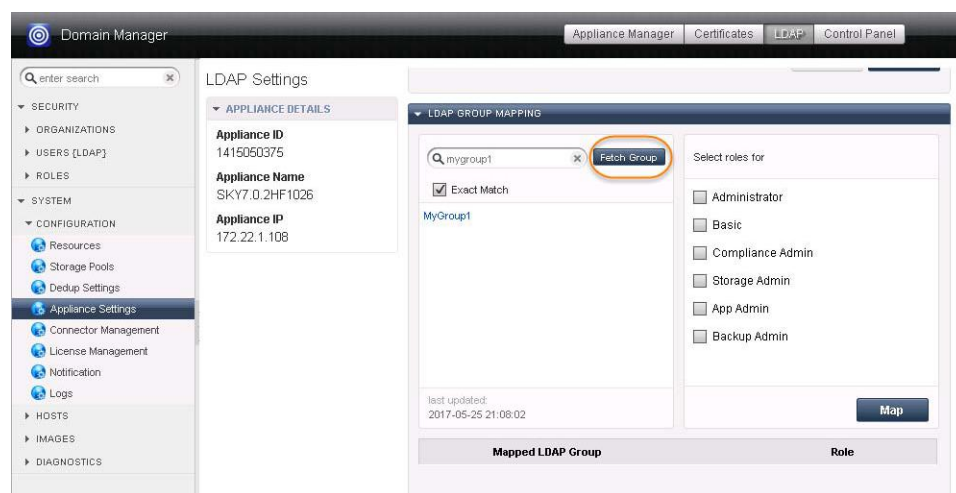 Domain Manager
Appliance Manager Certificates LDAP Control Panel
enter search
SECURITY
ORGANIZATIONS
USERS [LDAP]
ROLES
SYSTEM
CONFIGURATION
Resources
Storage Pools
Dedup Settings
Appliance Settings
Connector Management
License Management
Notification
Logs
HOSTS
IMAGES
DIAGNOSTICS
LDAP Settings
APPLIANCE DETAILS
Appliance ID
1415050375
Appliance Name
SKY7.0.2HF1026
Appliance IP
172.22.1.108
LDAP GROUP MAPPING
mygroup1 Fetch Group
Exact Match
MyGroup1
last updated:
2017-05-25 21:08:02
Select roles for
Administrator
Basic
Compliance Admin
Storage Admin
App Admin
Backup Admin
Map
Mapped LDAP Group Role